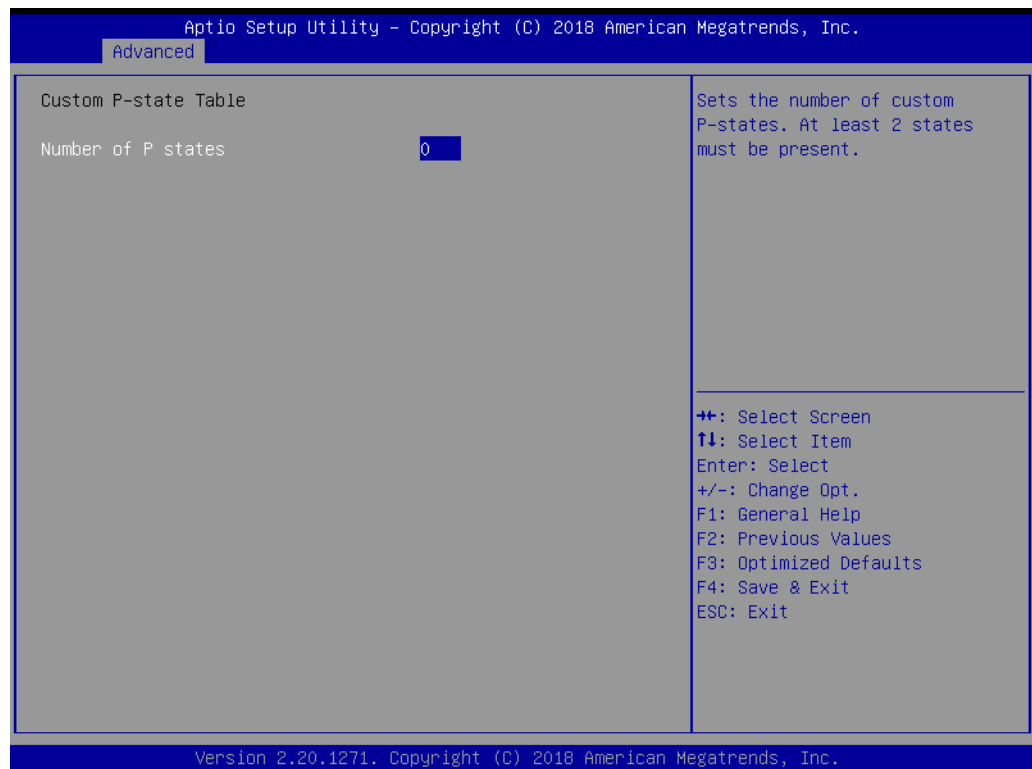 Aptio Setup Utility – Copyright (C) 2018 American Megatrends, Inc.
Advanced
Custom P-state Table
Number of P states 0
Sets the number of custom
P-states. At least 2 states
must be present.
→←: Select Screen
↑↓: Select Item
Enter: Select
+/-: Change Opt.
F1: General Help
F2: Previous Values
F3: Optimized Defaults
F4: Save & Exit
ESC: Exit
Version 2.20.1271. Copyright (C) 2018 American Megatrends, Inc.